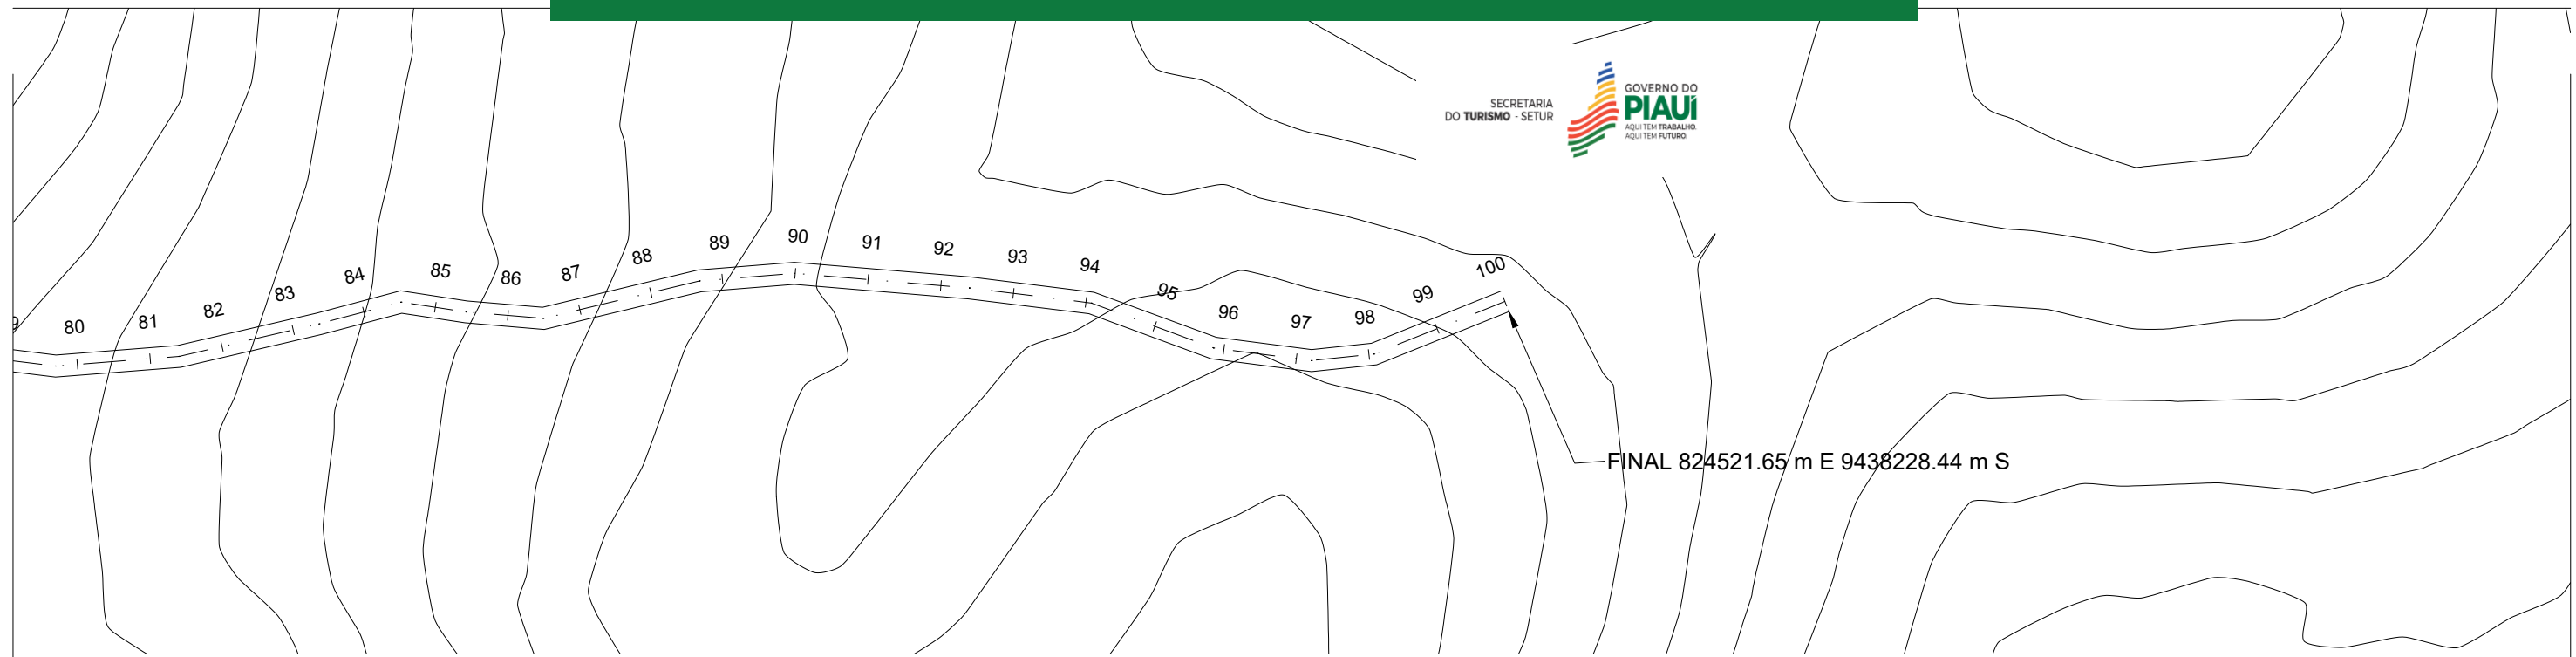 SECRETARIA
DO TURISMO - SETUR
GOVERNO DO
PIAUÍ
AQUI TEM TRABALHO.
AQUI TEM FUTURO.
9 80 81 82 83 84 85 86 87 88 89 90 91 92 93 94 95 96 97 98 99 100
FINAL 824521.65 m E 9438228.44 m S